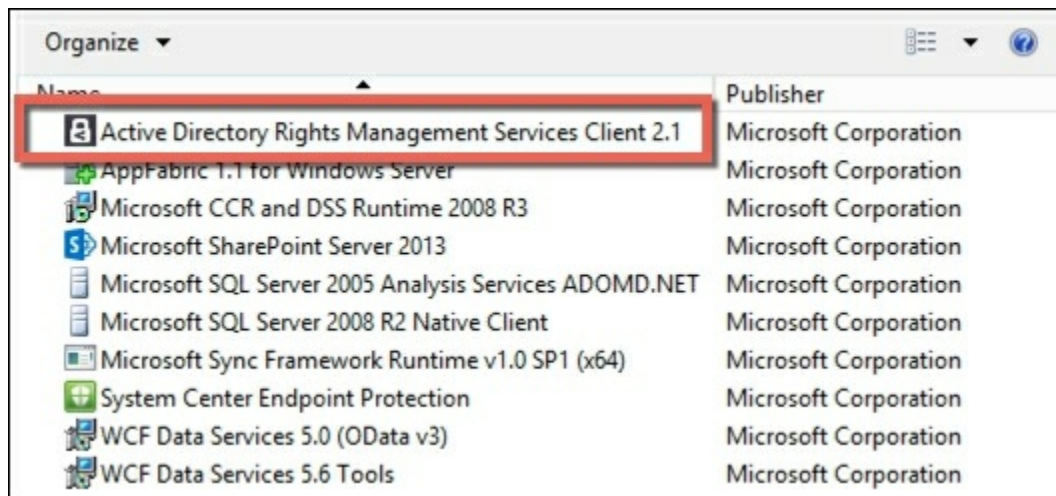 Organize
Name Publisher
Active Directory Rights Management Services Client 2.1 Microsoft Corporation
AppFabric 1.1 for Windows Server Microsoft Corporation
Microsoft CCR and DSS Runtime 2008 R3 Microsoft Corporation
Microsoft SharePoint Server 2013 Microsoft Corporation
Microsoft SQL Server 2005 Analysis Services ADOMD.NET Microsoft Corporation
Microsoft SQL Server 2008 R2 Native Client Microsoft Corporation
Microsoft Sync Framework Runtime v1.0 SP1 (x64) Microsoft Corporation
System Center Endpoint Protection Microsoft Corporation
WCF Data Services 5.0 (OData v3) Microsoft Corporation
WCF Data Services 5.6 Tools Microsoft Corporation